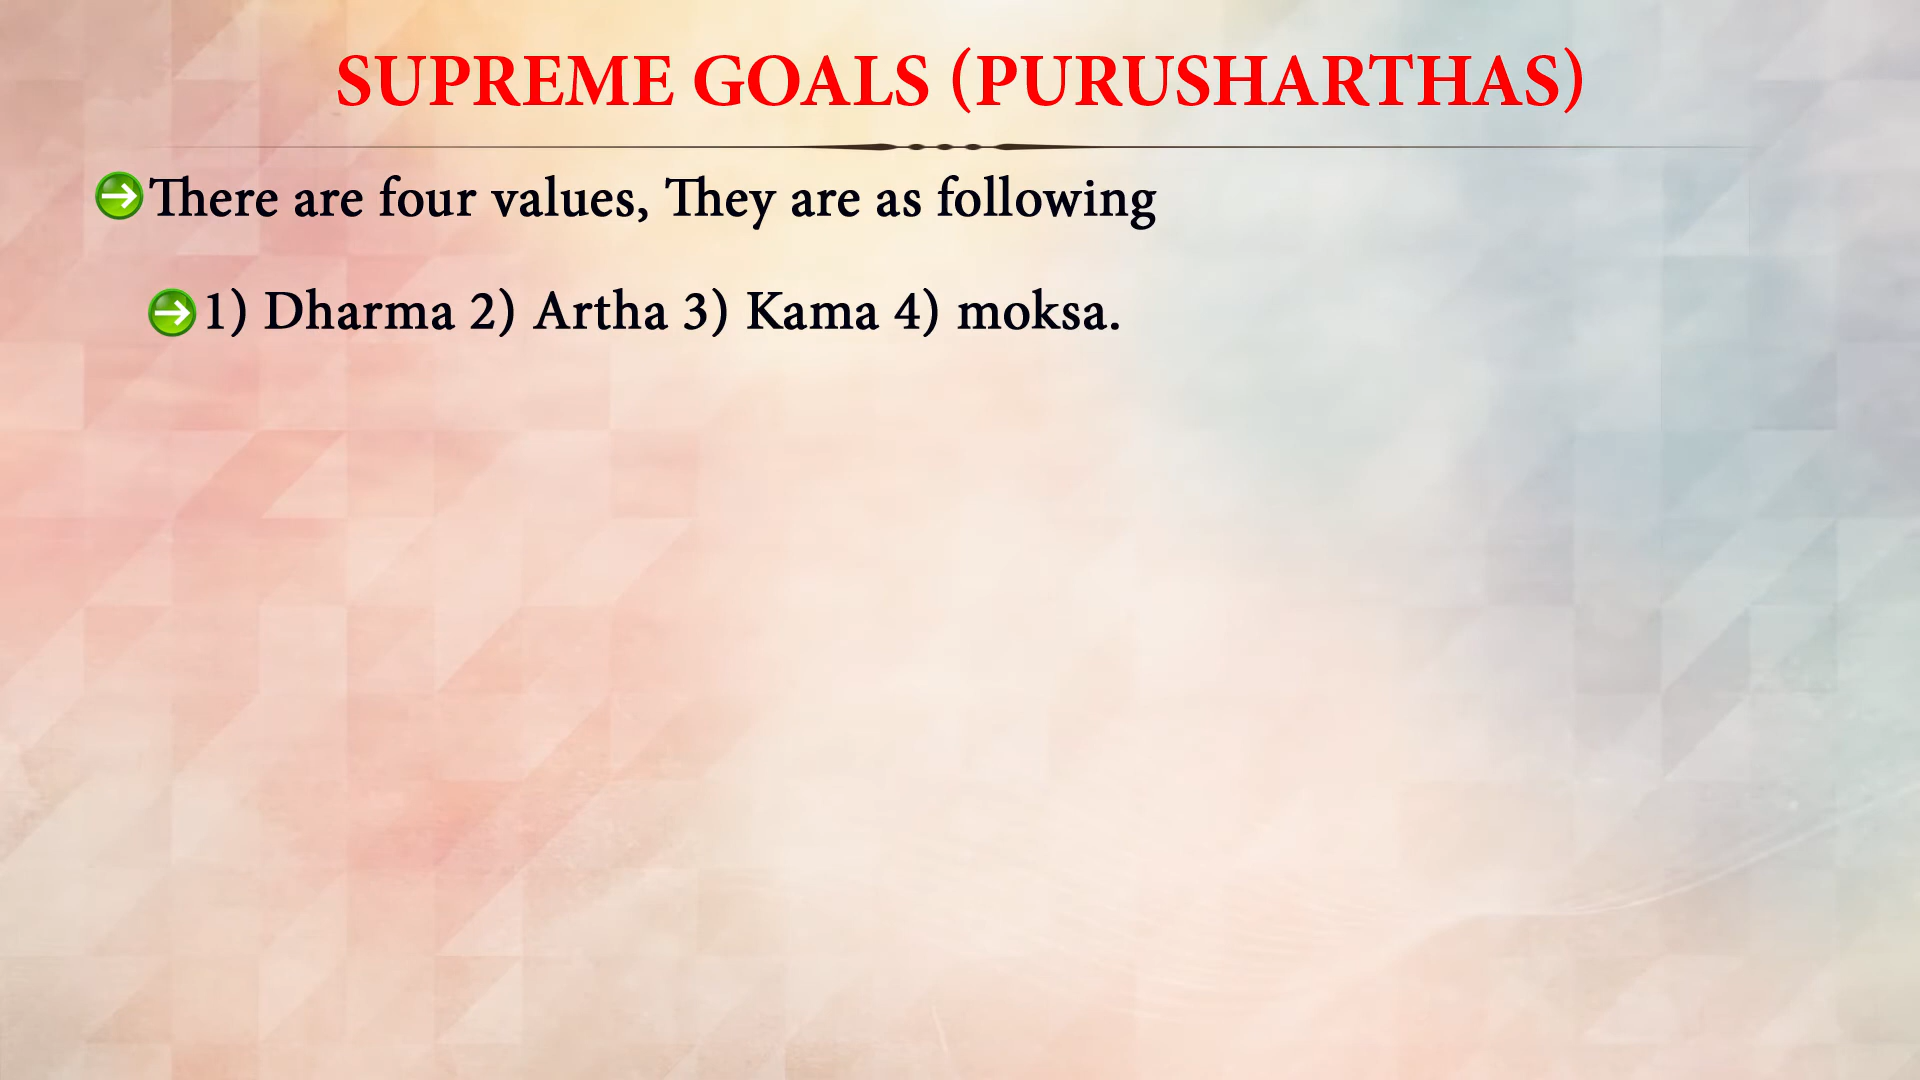 SUPREME GOALS (PURUSHARTHAS)
There are four values, They are as following
1) Dharma 2) Artha 3) Kama 4) moksa.